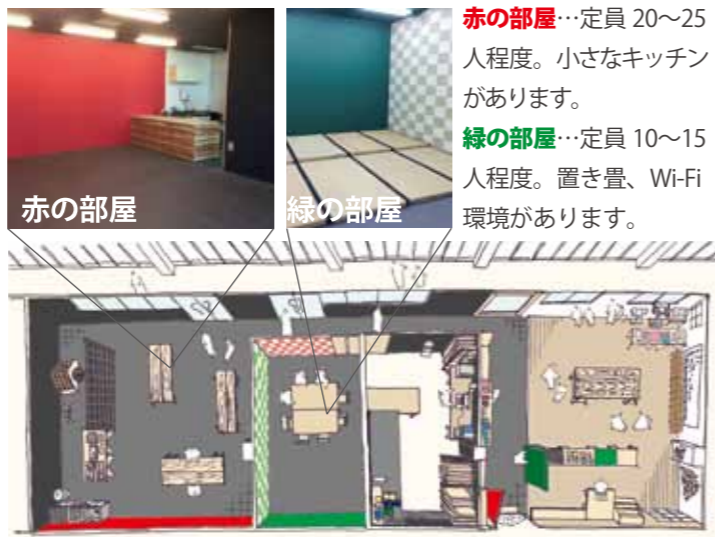 赤の部屋…定員 20〜25
人程度。小さなキッチン
があります。
緑の部屋…定員 10〜15
人程度。置き畳、Wi-Fi
環境があります。
赤の部屋
緑の部屋